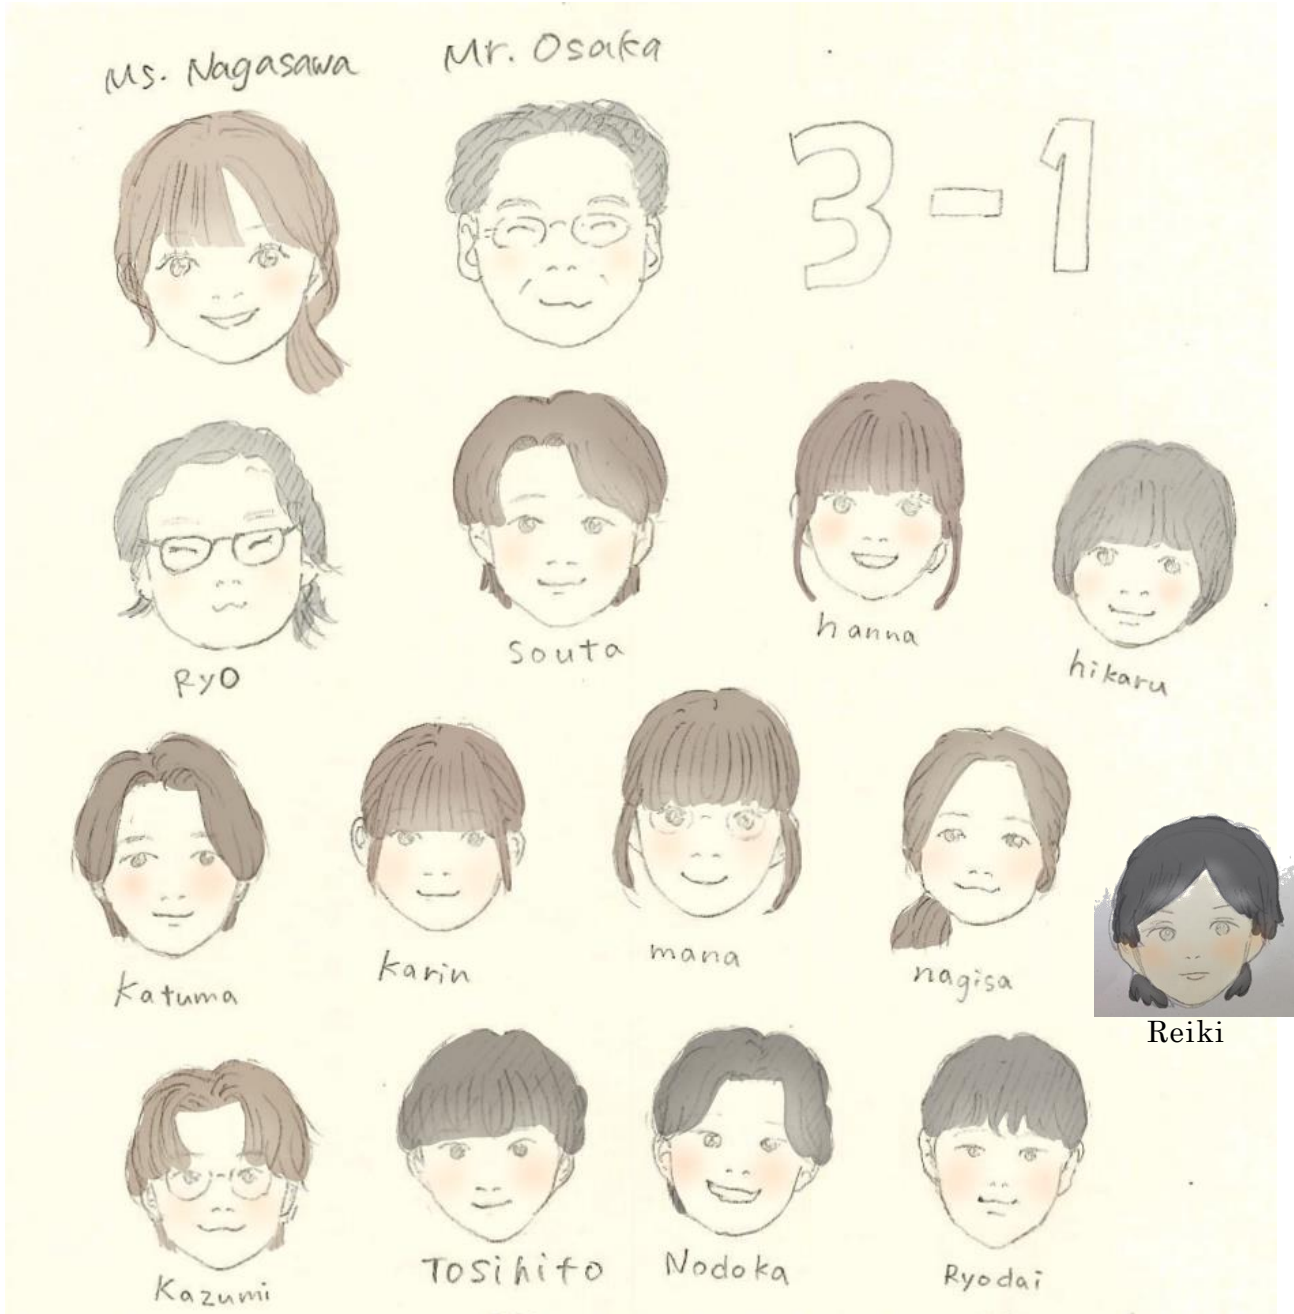 Ms. Nagasawa
Mr. Osaka
3-1
Ryo
Souta
hanna
hikaru
katuma
karin
mana
nagisa
Reiki
Kazumi
Tosihito
Nodoka
Ryodai